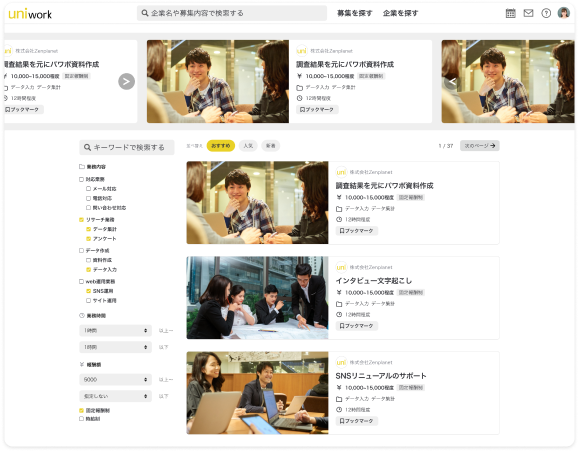 uniwork
企業名や募集内容で検索する
募集を探す 企業を探す
uni 株式会社Zenplanet
調査結果を元にパワポ資料作成
¥ 10,000~15,000程度 固定報酬制
データ入力 データ集計
12時間程度
ブックマーク
uni 株式会社Zenplanet
調査結果を元にパワポ資料作成
¥ 10,000~15,000程度 固定報酬制
データ入力 データ集計
12時間程度
ブックマーク
キーワードで検索する
業務内容
対応業務
メール対応
電話対応
問い合わせ対応
リサーチ業務
データ集計
アンケート
データ作成
資料作成
データ入力
web運用業務
SNS運用
サイト運用
業務時間
1時間 以上ー
1時間 以下
¥ 報酬額
5000 以上ー
指定しない 以下
固定報酬制
時給制
並べ替え おすすめ 人気 新着
1 / 37 次のページ →
uni 株式会社Zenplanet
調査結果を元にパワポ資料作成
¥ 10,000~15,000程度 固定報酬制
データ入力 データ集計
12時間程度
ブックマーク
uni 株式会社Zenplanet
インタビュー文字起こし
¥ 10,000~15,000程度 固定報酬制
データ入力 データ集計
12時間程度
ブックマーク
uni 株式会社Zenplanet
SNSリニューアルのサポート
¥ 10,000~15,000程度 固定報酬制
データ入力 データ集計
12時間程度
ブックマーク